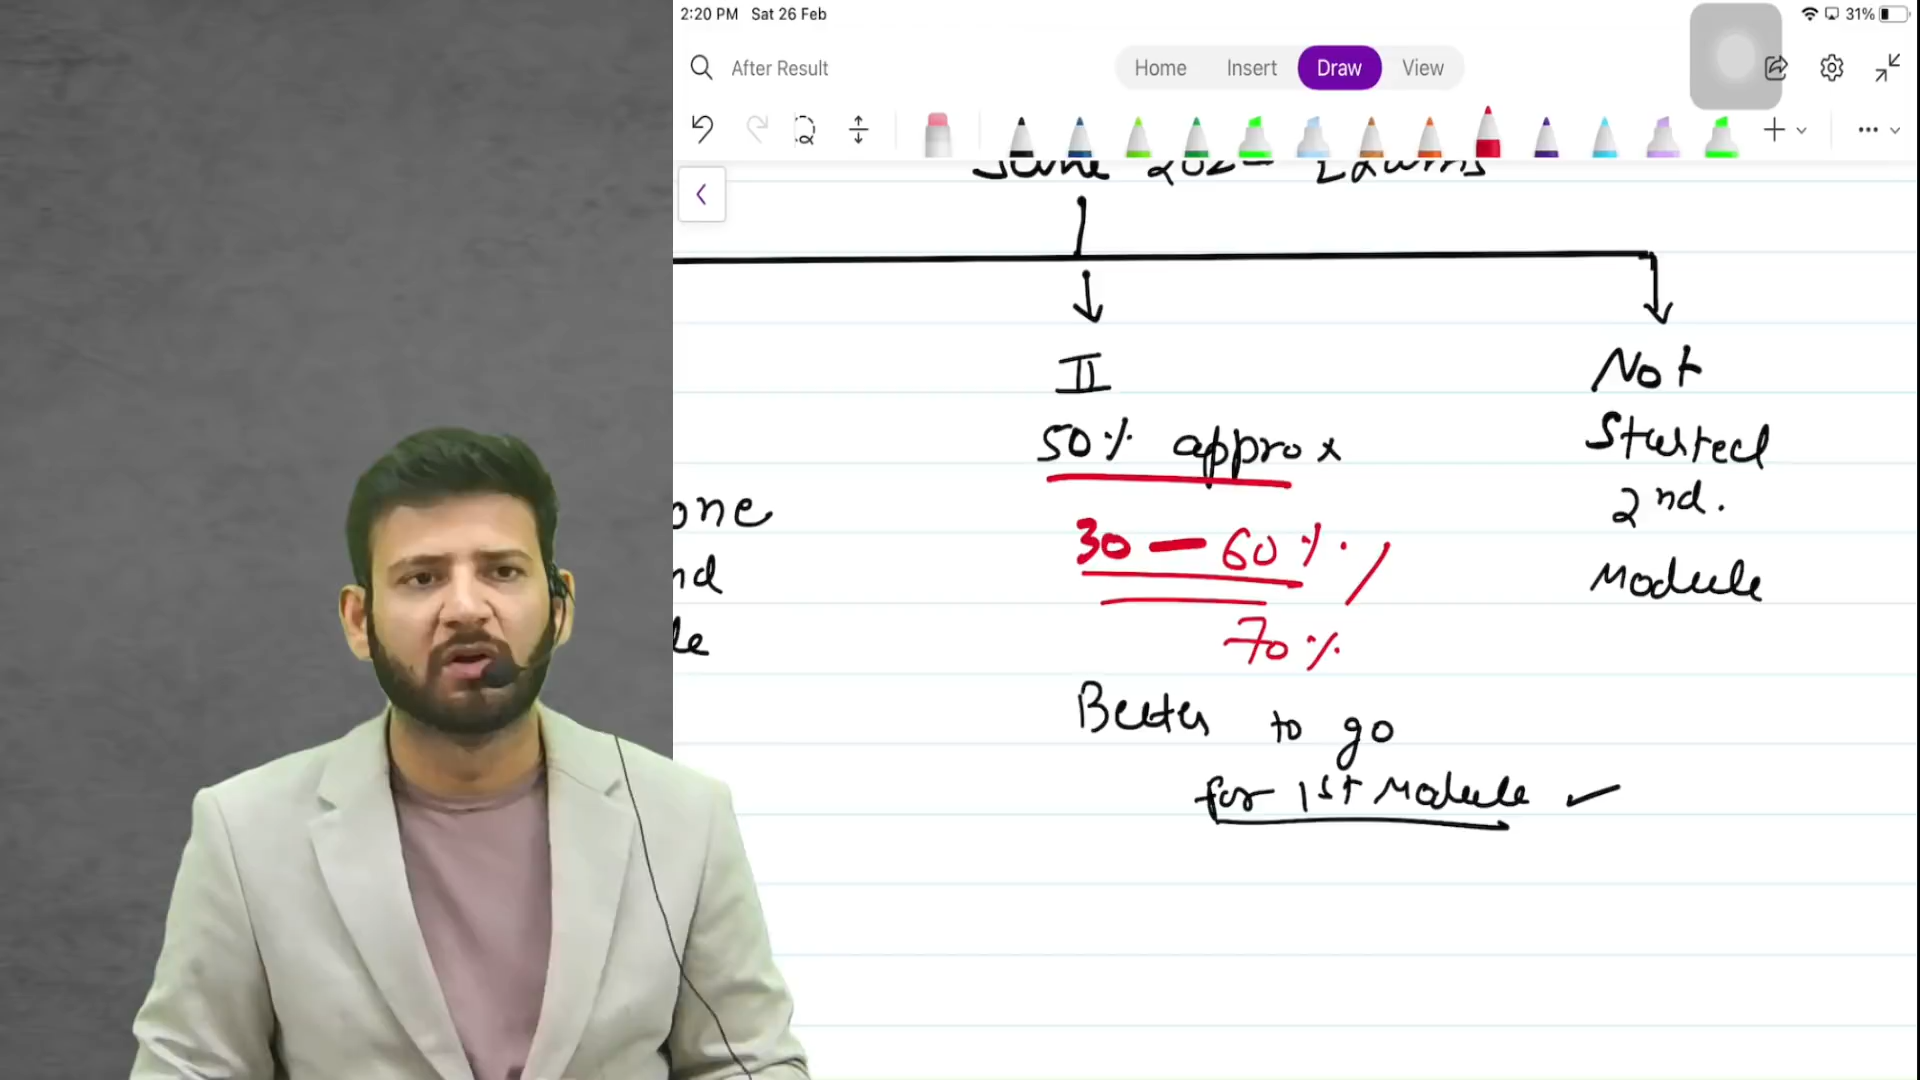 2:20 PM Sat 26 Feb
31%
After Result
Home Insert Draw View
June
II
50% approx
30 - 60%.
70%
Better to go
for 1st Module ✓
Not
Started
2nd.
Module
one
nd
le